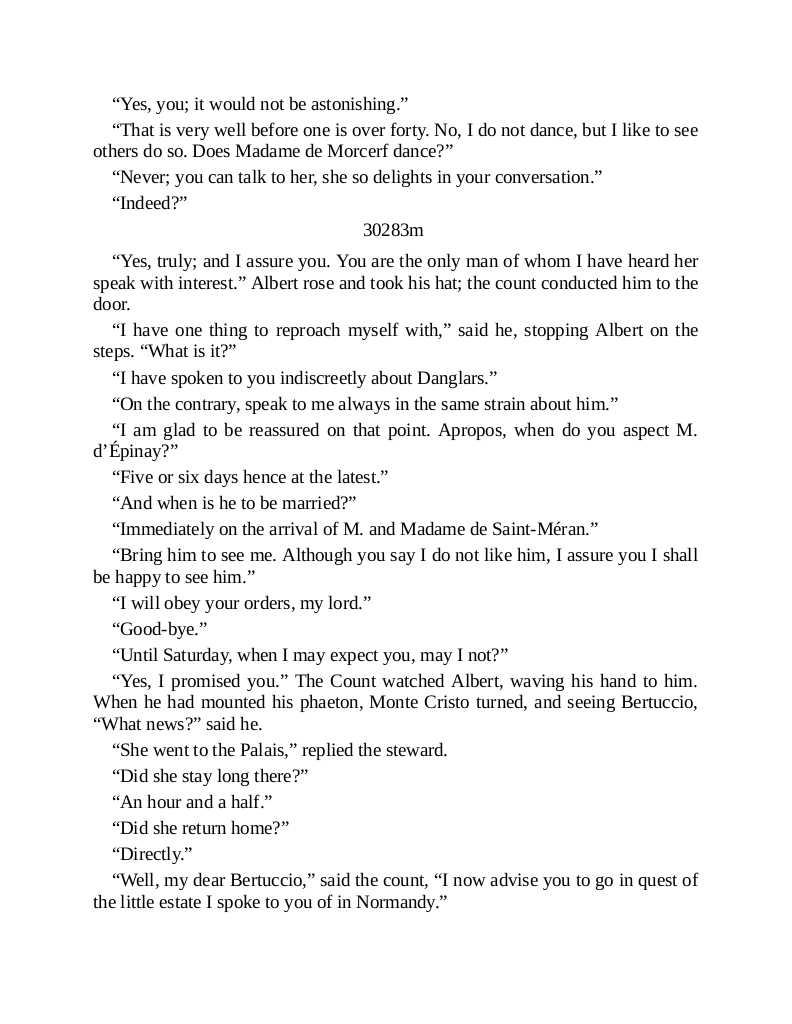 “Yes, you; it would not be astonishing.”
“That is very well before one is over forty. No, I do not dance, but I like to see
others do so. Does Madame de Morcerf dance?”
“Never; you can talk to her, she so delights in your conversation.”
“Indeed?”
30283m
“Yes, truly; and I assure you. You are the only man of whom I have heard her
speak with interest.” Albert rose and took his hat; the count conducted him to the
door.
“I have one thing to reproach myself with,” said he, stopping Albert on the
steps. “What is it?”
“I have spoken to you indiscreetly about Danglars.”
“On the contrary, speak to me always in the same strain about him.”
“I am glad to be reassured on that point. Apropos, when do you aspect M.
d’Épinay?”
“Five or six days hence at the latest.”
“And when is he to be married?”
“Immediately on the arrival of M. and Madame de Saint-Méran.”
“Bring him to see me. Although you say I do not like him, I assure you I shall
be happy to see him.”
“I will obey your orders, my lord.”
“Good-bye.”
“Until Saturday, when I may expect you, may I not?”
“Yes, I promised you.” The Count watched Albert, waving his hand to him.
When he had mounted his phaeton, Monte Cristo turned, and seeing Bertuccio,
“What news?” said he.
“She went to the Palais,” replied the steward.
“Did she stay long there?”
“An hour and a half.”
“Did she return home?”
“Directly.”
“Well, my dear Bertuccio,” said the count, “I now advise you to go in quest of
the little estate I spoke to you of in Normandy.”